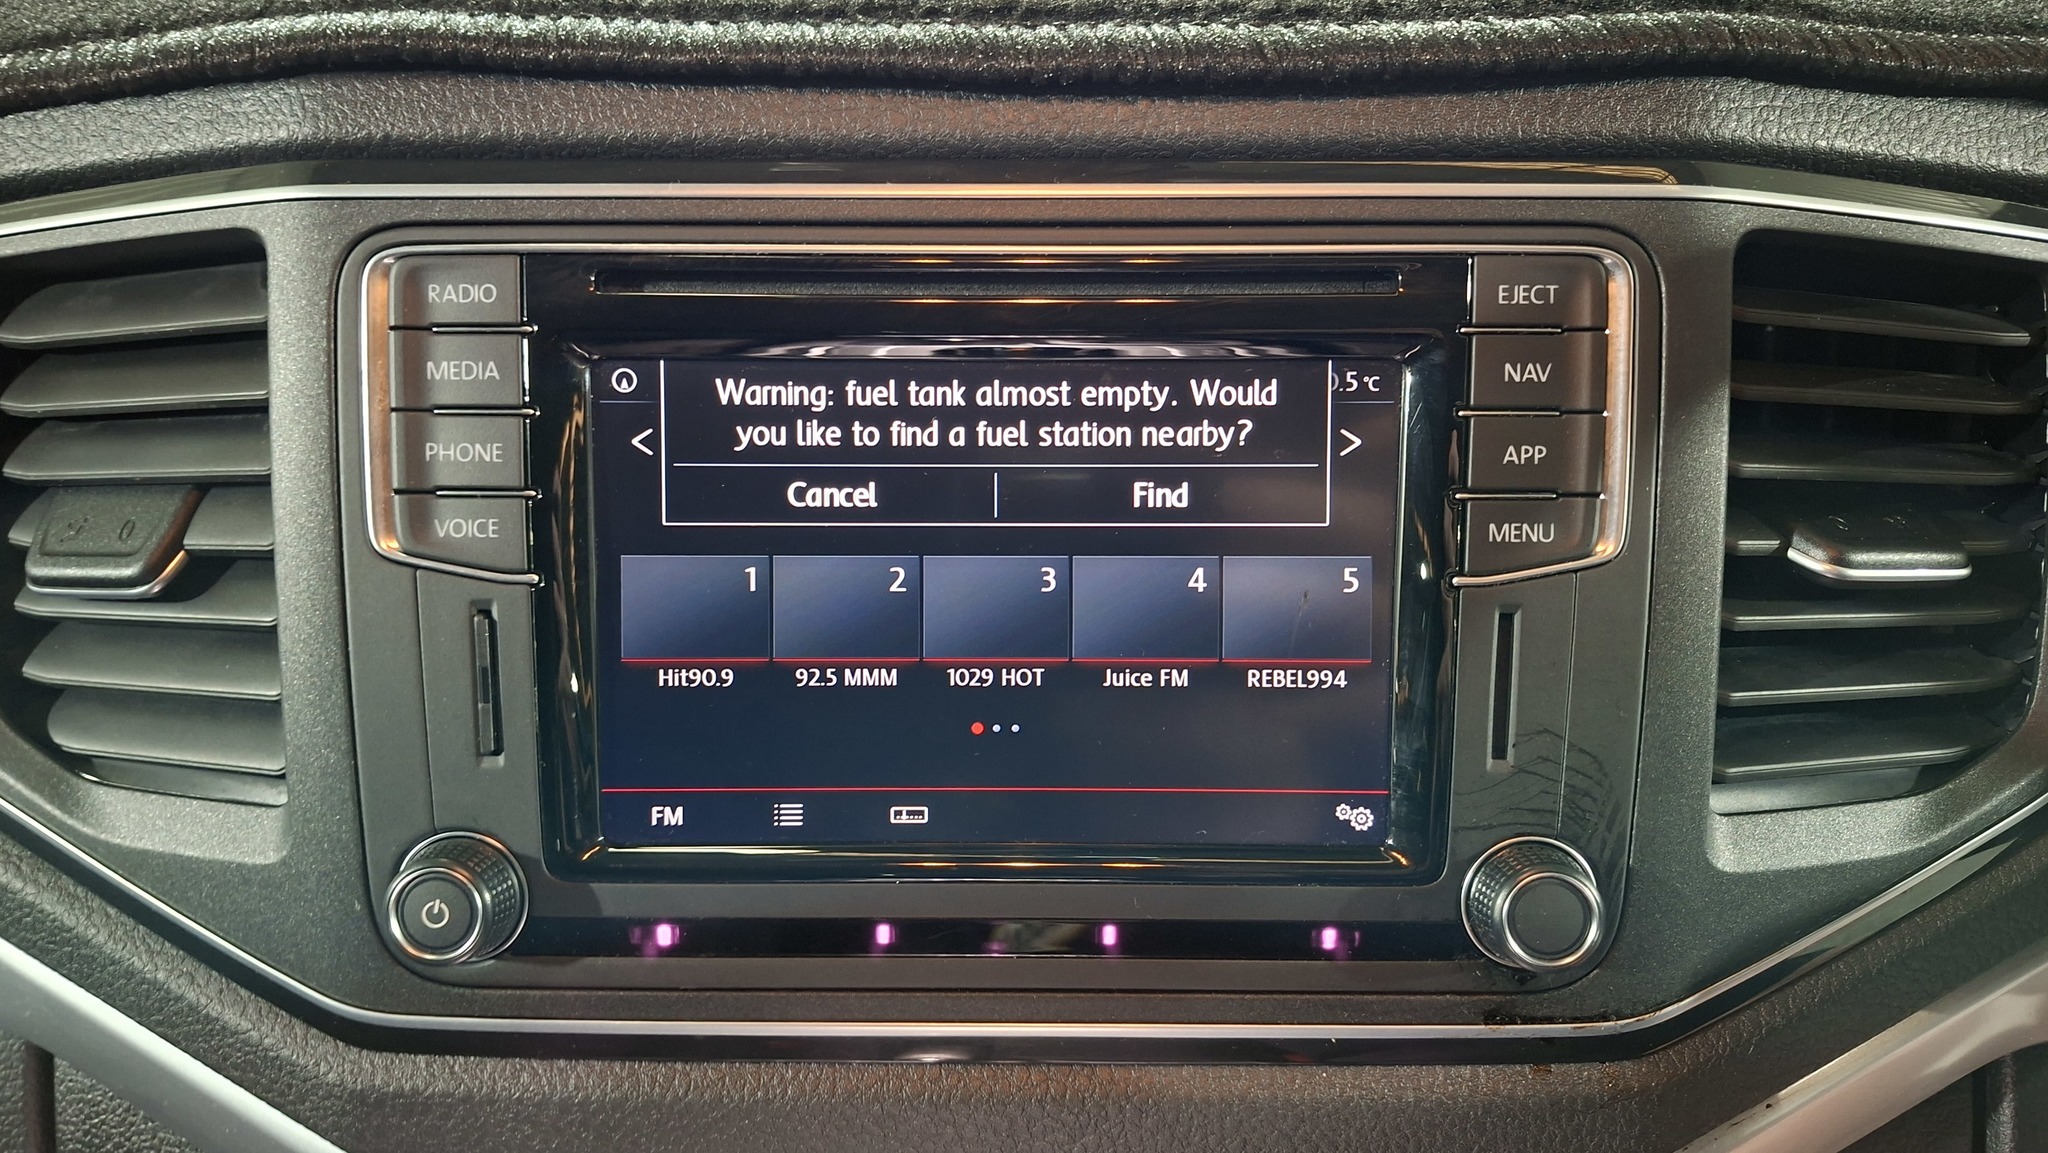 RADIO
MEDIA
PHONE
VOICE
EJECT
NAV
APP
MENU
.5 °C
Warning: fuel tank almost empty. Would
you like to find a fuel station nearby?
< >
Cancel Find
1 2 3 4 5
Hit90.9 92.5 MMM 1029 HOT Juice FM REBEL994
FM